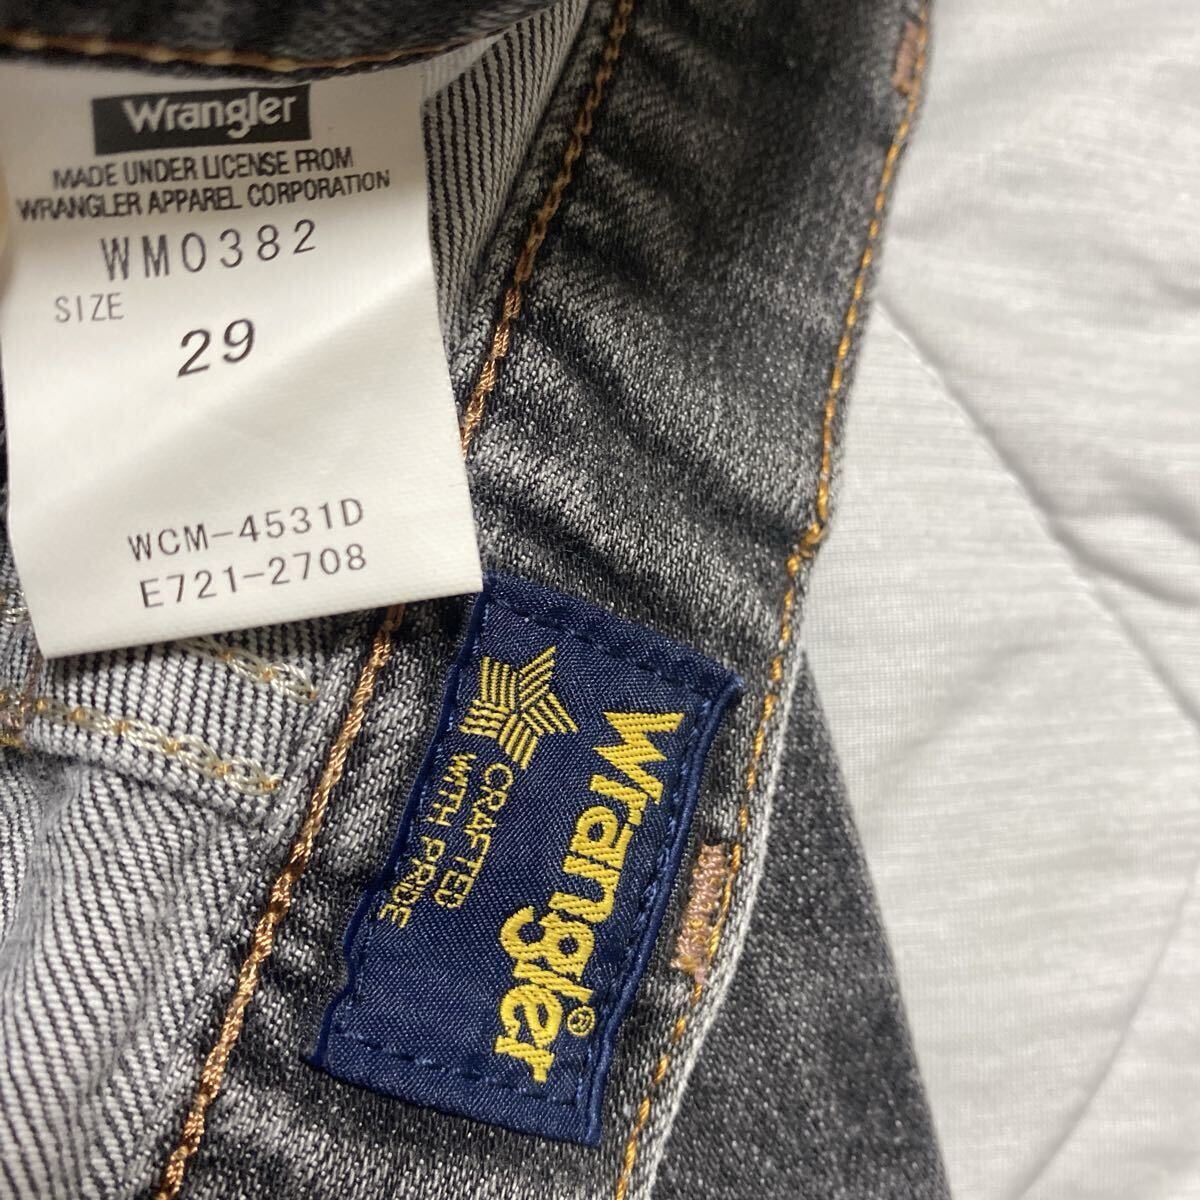 Wrangler
MADE UNDER LICENSE FROM
WRANGLER APPAREL CORPORATION
WM0382
SIZE
29
WCM-4531D
E721-2708
Wrangler®
CRAFTED
WITH PRIDE